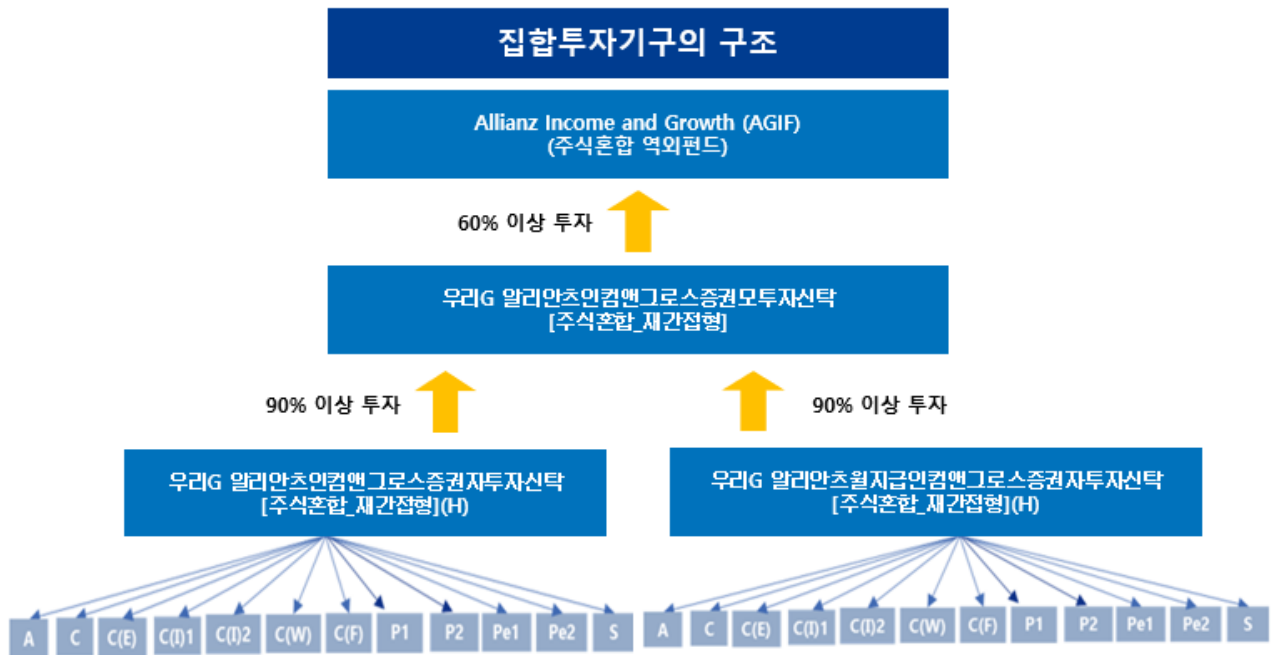 집합투자기구의 구조
Allianz Income and Growth (AGIF)
(주식혼합 역외펀드)
60% 이상 투자
우리G 알리안츠인컴앤그로스증권모투자신탁
[주식혼합_재간접형]
90% 이상 투자
90% 이상 투자
우리G 알리안츠인컴앤그로스증권자투자신탁
[주식혼합_재간접형](H)
우리G 알리안츠월지급인컴앤그로스증권자투자신탁
[주식혼합_재간접형](H)
A C C(E) C(I)1 C(I)2 C(W) C(F) P1 P2 Pe1 Pe2 S
A C C(E) C(I)1 C(I)2 C(W) C(F) P1 P2 Pe1 Pe2 S